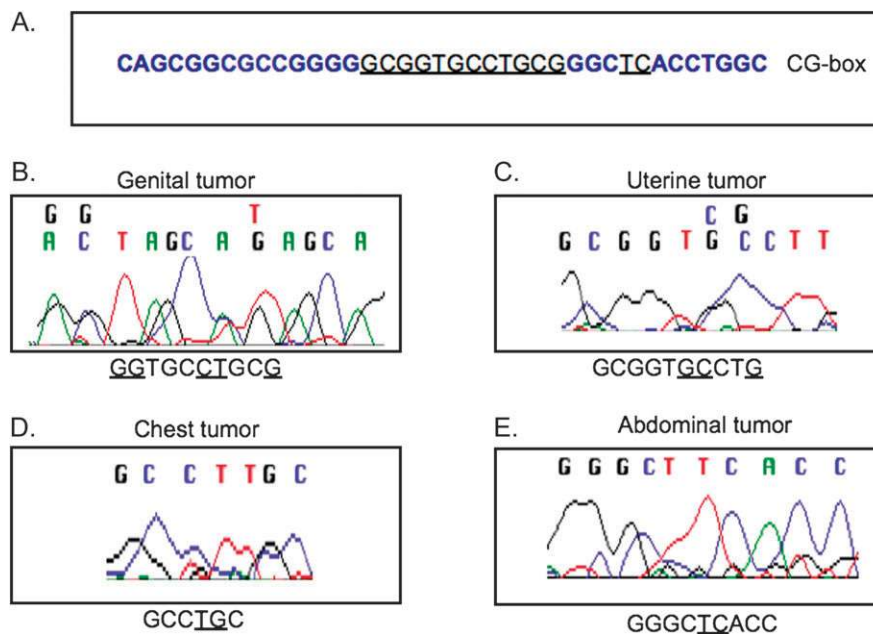 A.
CAGCGGCGCCGGGGGCGGTGCCTGCGGGCTCACCTGGC CG-box
B.
Genital tumor
G G T
A C T A G C A G A G C A
GGTGCCTGCG
C.
Uterine tumor
C G
G C G G T G C C T T
GCGGTGCCTG
D.
Chest tumor
G C C T T G C
GCCTGC
E.
Abdominal tumor
G G G C T T C A C C
GGGCTCACC